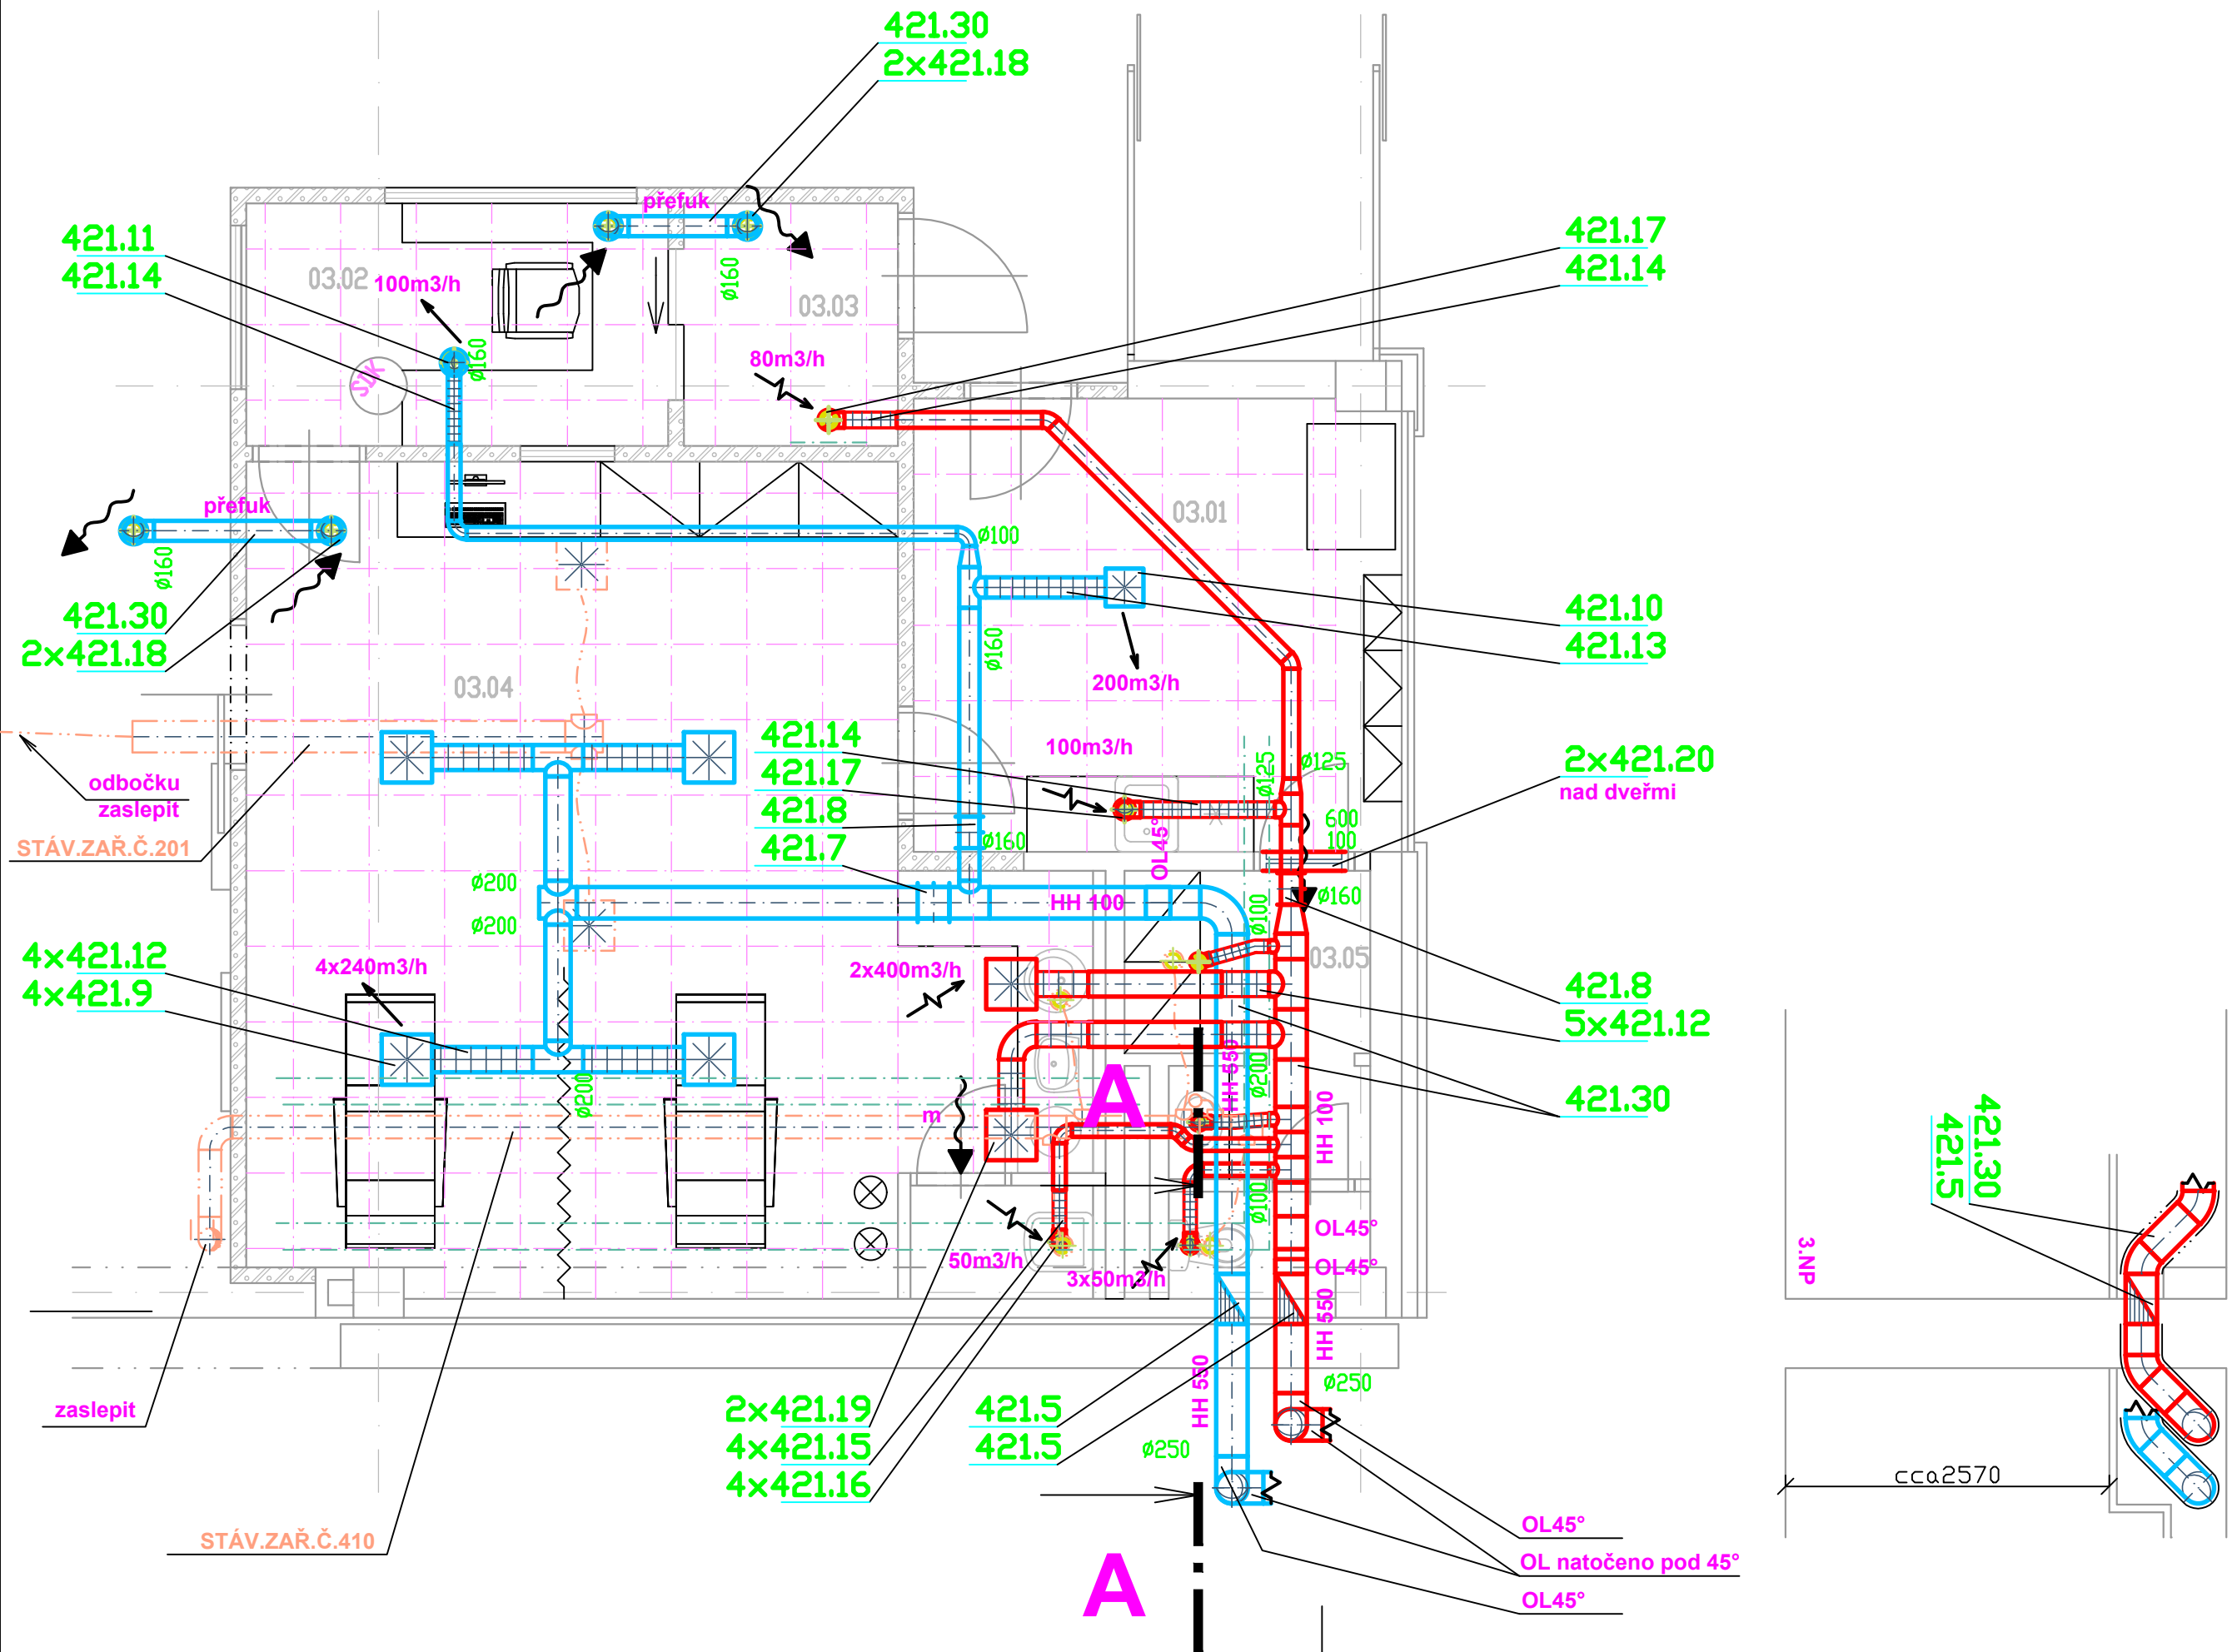 421.30
2x421.18
přefuk
421.11
421.14
03.02
100m3/h
ø160
ø160
03.03
421.17
421.14
80m3/h
SDK
přefuk
ø160
03.01
ø100
421.30
2x421.18
ø160
421.10
421.13
200m3/h
03.04
odbočku
zaslepit
STÁV.ZAŘ.Č.201
421.14
421.17
421.8
421.7
100m3/h
ø125
ø125
2x421.20
nad dveřmi
600
100
OL45°
ø160
ø200
ø200
HH 100
ø160
ø100
03.05
4x421.12
4x421.9
4x240m3/h
2x400m3/h
421.8
5x421.12
421.30
HH 550
ø200
ø200
m
A
HH 100
ø100
421.30
421.5
3.NP
OL45°
OL45°
50m3/h
3x50m3/h
HH 550
HH 550
ø250
zaslepit
2x421.19
4x421.15
4x421.16
421.5
421.5
ø250
cca2570
STÁV.ZAŘ.Č.410
A
OL45°
OL natočeno pod 45°
OL45°